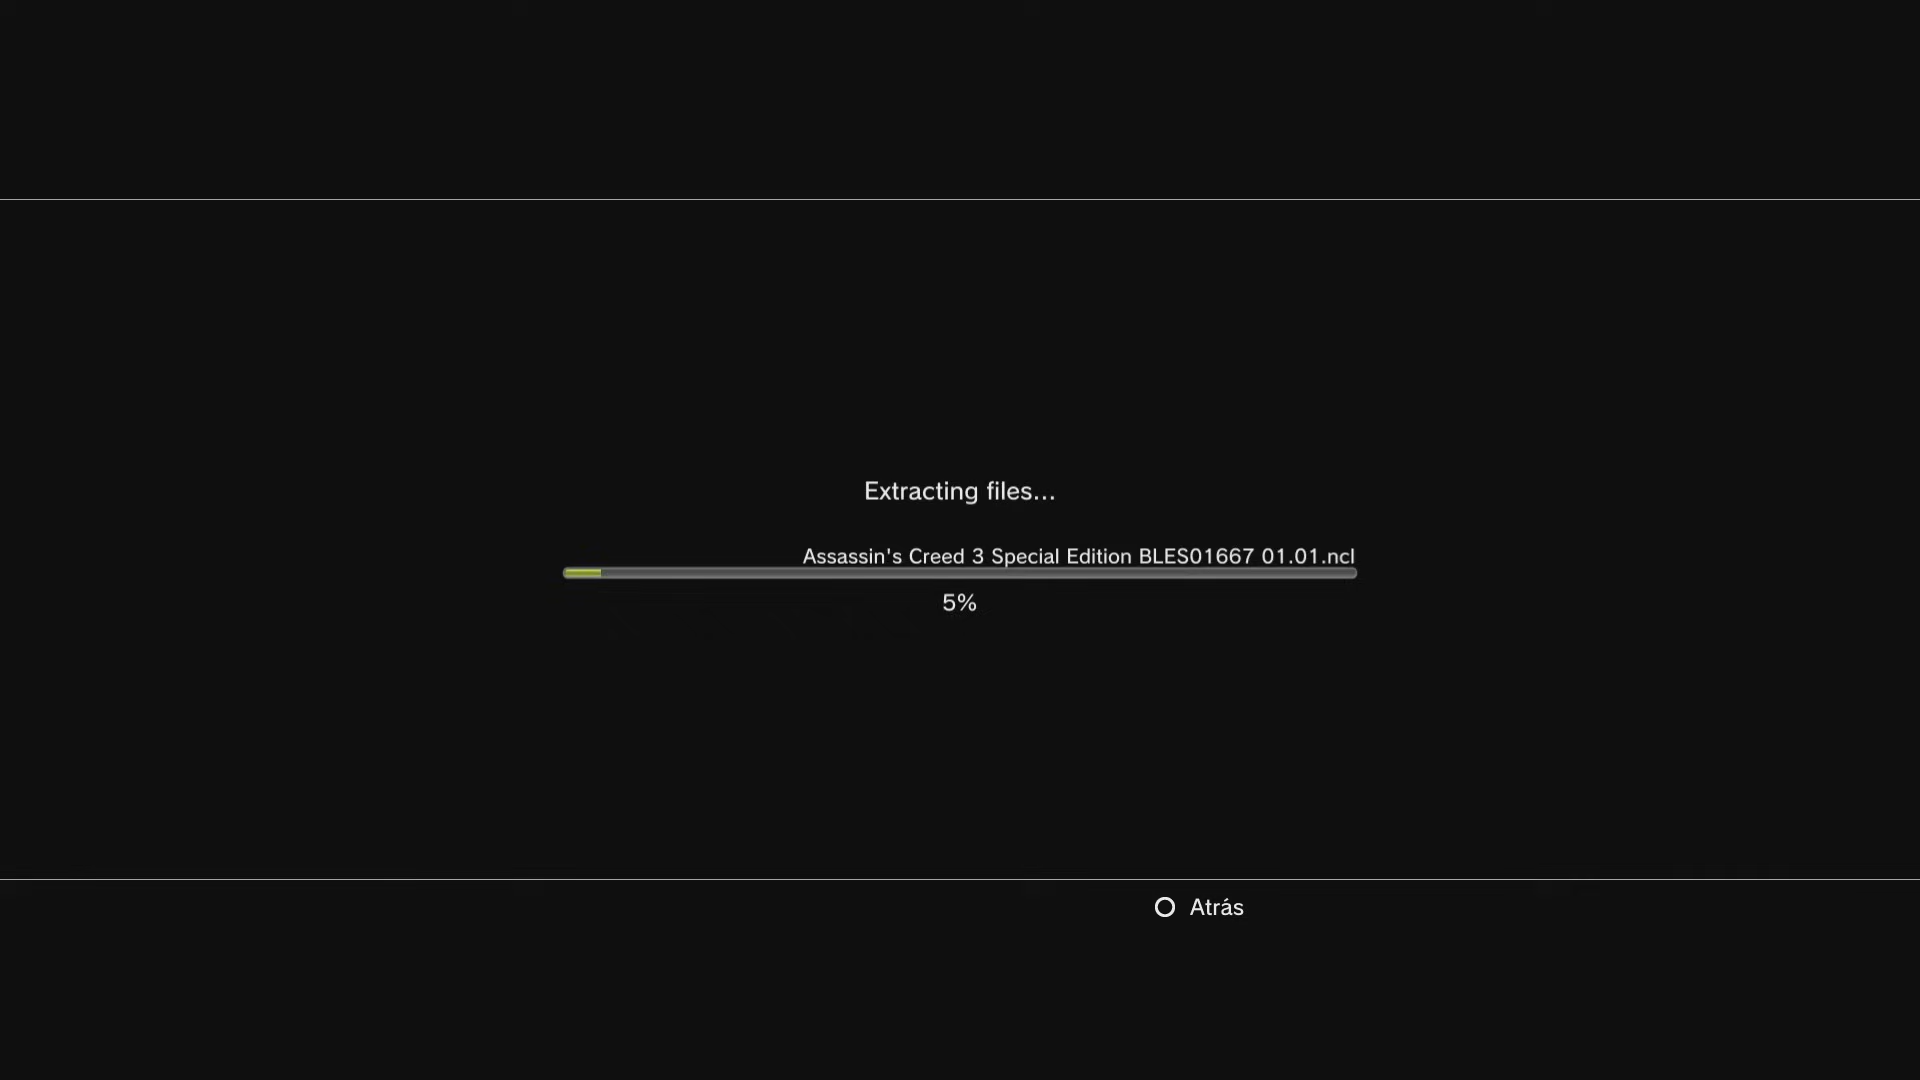 Extracting files...
Assassin's Creed 3 Special Edition BLES01667 01.01.ncl
5%
Atrás